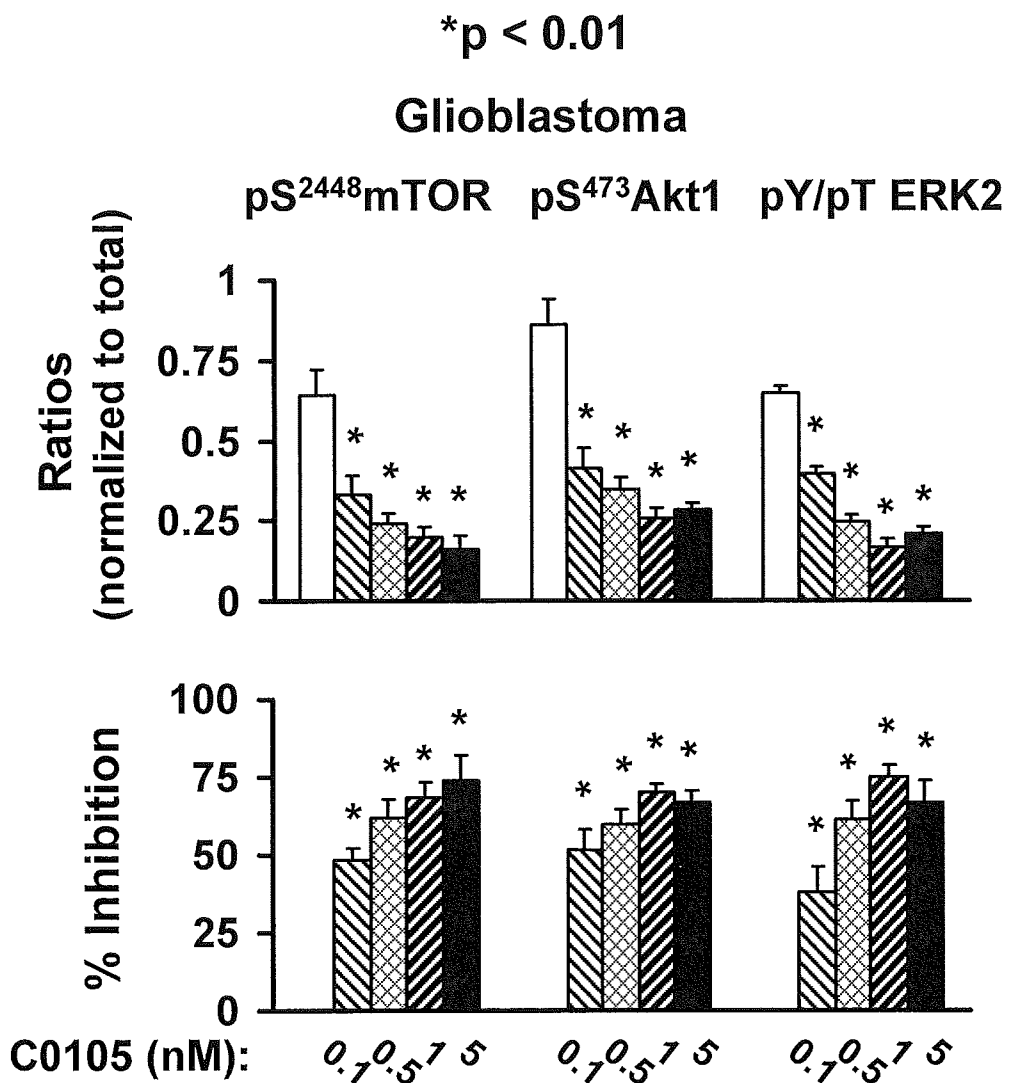 *p < 0.01
Glioblastoma
pS²⁴⁴⁸mTOR pS⁴⁷³Akt1 pY/pT ERK2
Ratios
(normalized to total)
1
0.75
0.5
0.25
0
* * * *
* * * *
* * * *
% Inhibition
100
75
50
25
0
* * * *
* * * *
* * * *
C0105 (nM): 0.1 0.5 1 5 0.1 0.5 1 5 0.1 0.5 1 5